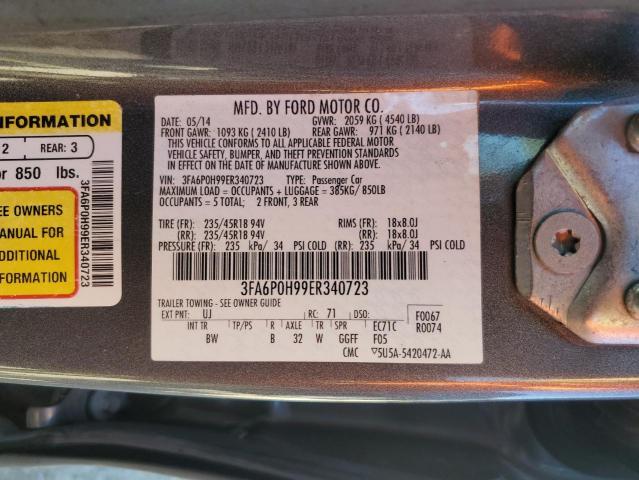 INFORMATION
2 REAR: 3
or 850 lbs.
EE OWNERS
MANUAL FOR
ADDITIONAL
INFORMATION
3FA6P0H99ER340723
MFD. BY FORD MOTOR CO.
DATE: 05/14 GVWR: 2059 KG ( 4540 LB)
FRONT GAWR: 1093 KG ( 2410 LB) REAR GAWR: 971 KG ( 2140 LB)
THIS VEHICLE CONFORMS TO ALL APPLICABLE FEDERAL MOTOR
VEHICLE SAFETY, BUMPER, AND THEFT PREVENTION STANDARDS
IN EFFECT ON THE DATE OF MANUFACTURE SHOWN ABOVE.
VIN: 3FA6P0H99ER340723 TYPE: Passenger Car
MAXIMUM LOAD = OCCUPANTS + LUGGAGE = 385KG/ 850LB
OCCUPANTS = 5 TOTAL; 2 FRONT, 3 REAR
TIRE (FR): 235/45R18 94V RIMS (FR): 18x8.0J
(RR): 235/45R18 94V (RR): 18x8.0J
PRESSURE (FR): 235 kPa/ 34 PSI COLD (RR): 235 kPa/ 34 PSI COLD
3FA6P0H99ER340723
TRAILER TOWING - SEE OWNER GUIDE
EXT PNT: UJ RC: 71 DSO: F0067
INT TR TP/PS R AXLE TR SPR EC71C R0074
BW B 32 W GGFF F05
CMC ▽5U5A-5420472-AA